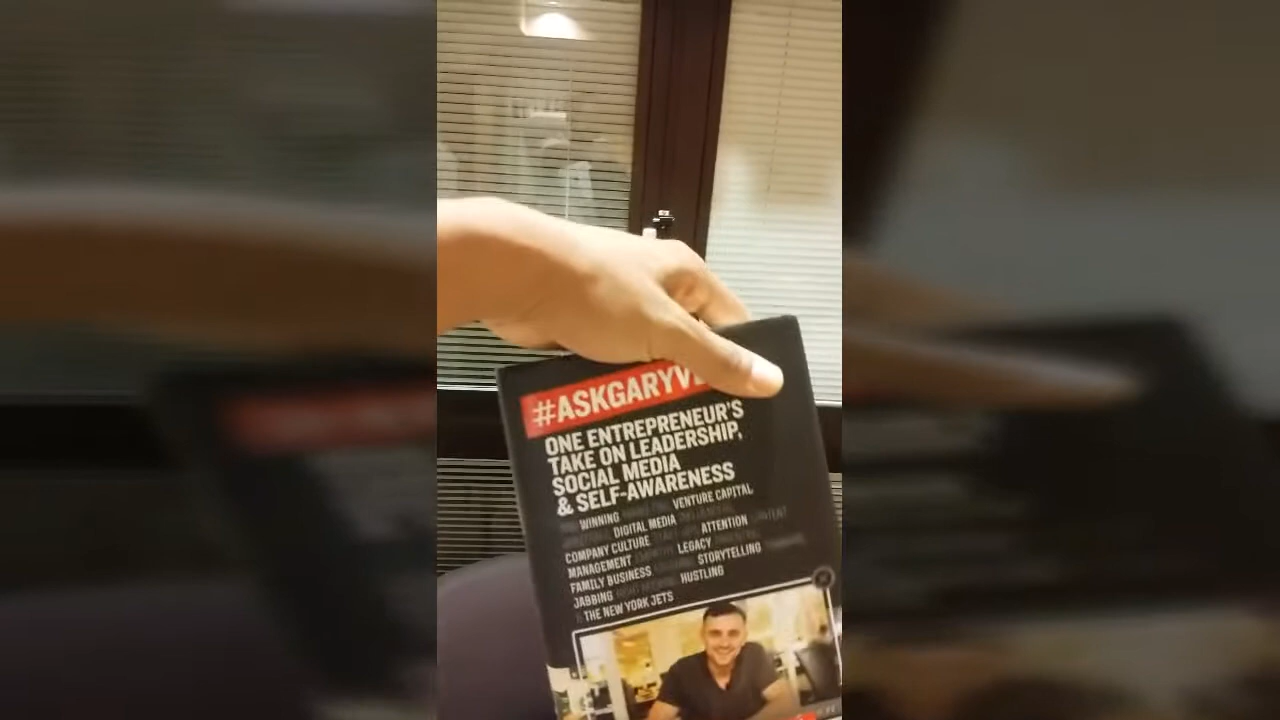 #ASKGARYV
ONE ENTREPRENEUR'S
TAKE ON LEADERSHIP,
SOCIAL MEDIA
& SELF-AWARENESS
WINNING VENTURE CAPITAL
DIGITAL MEDIA ATTENTION
COMPANY CULTURE LEGACY
MANAGEMENT STORYTELLING
FAMILY BUSINESS HUSTLING
JABBING
& THE NEW YORK JETS